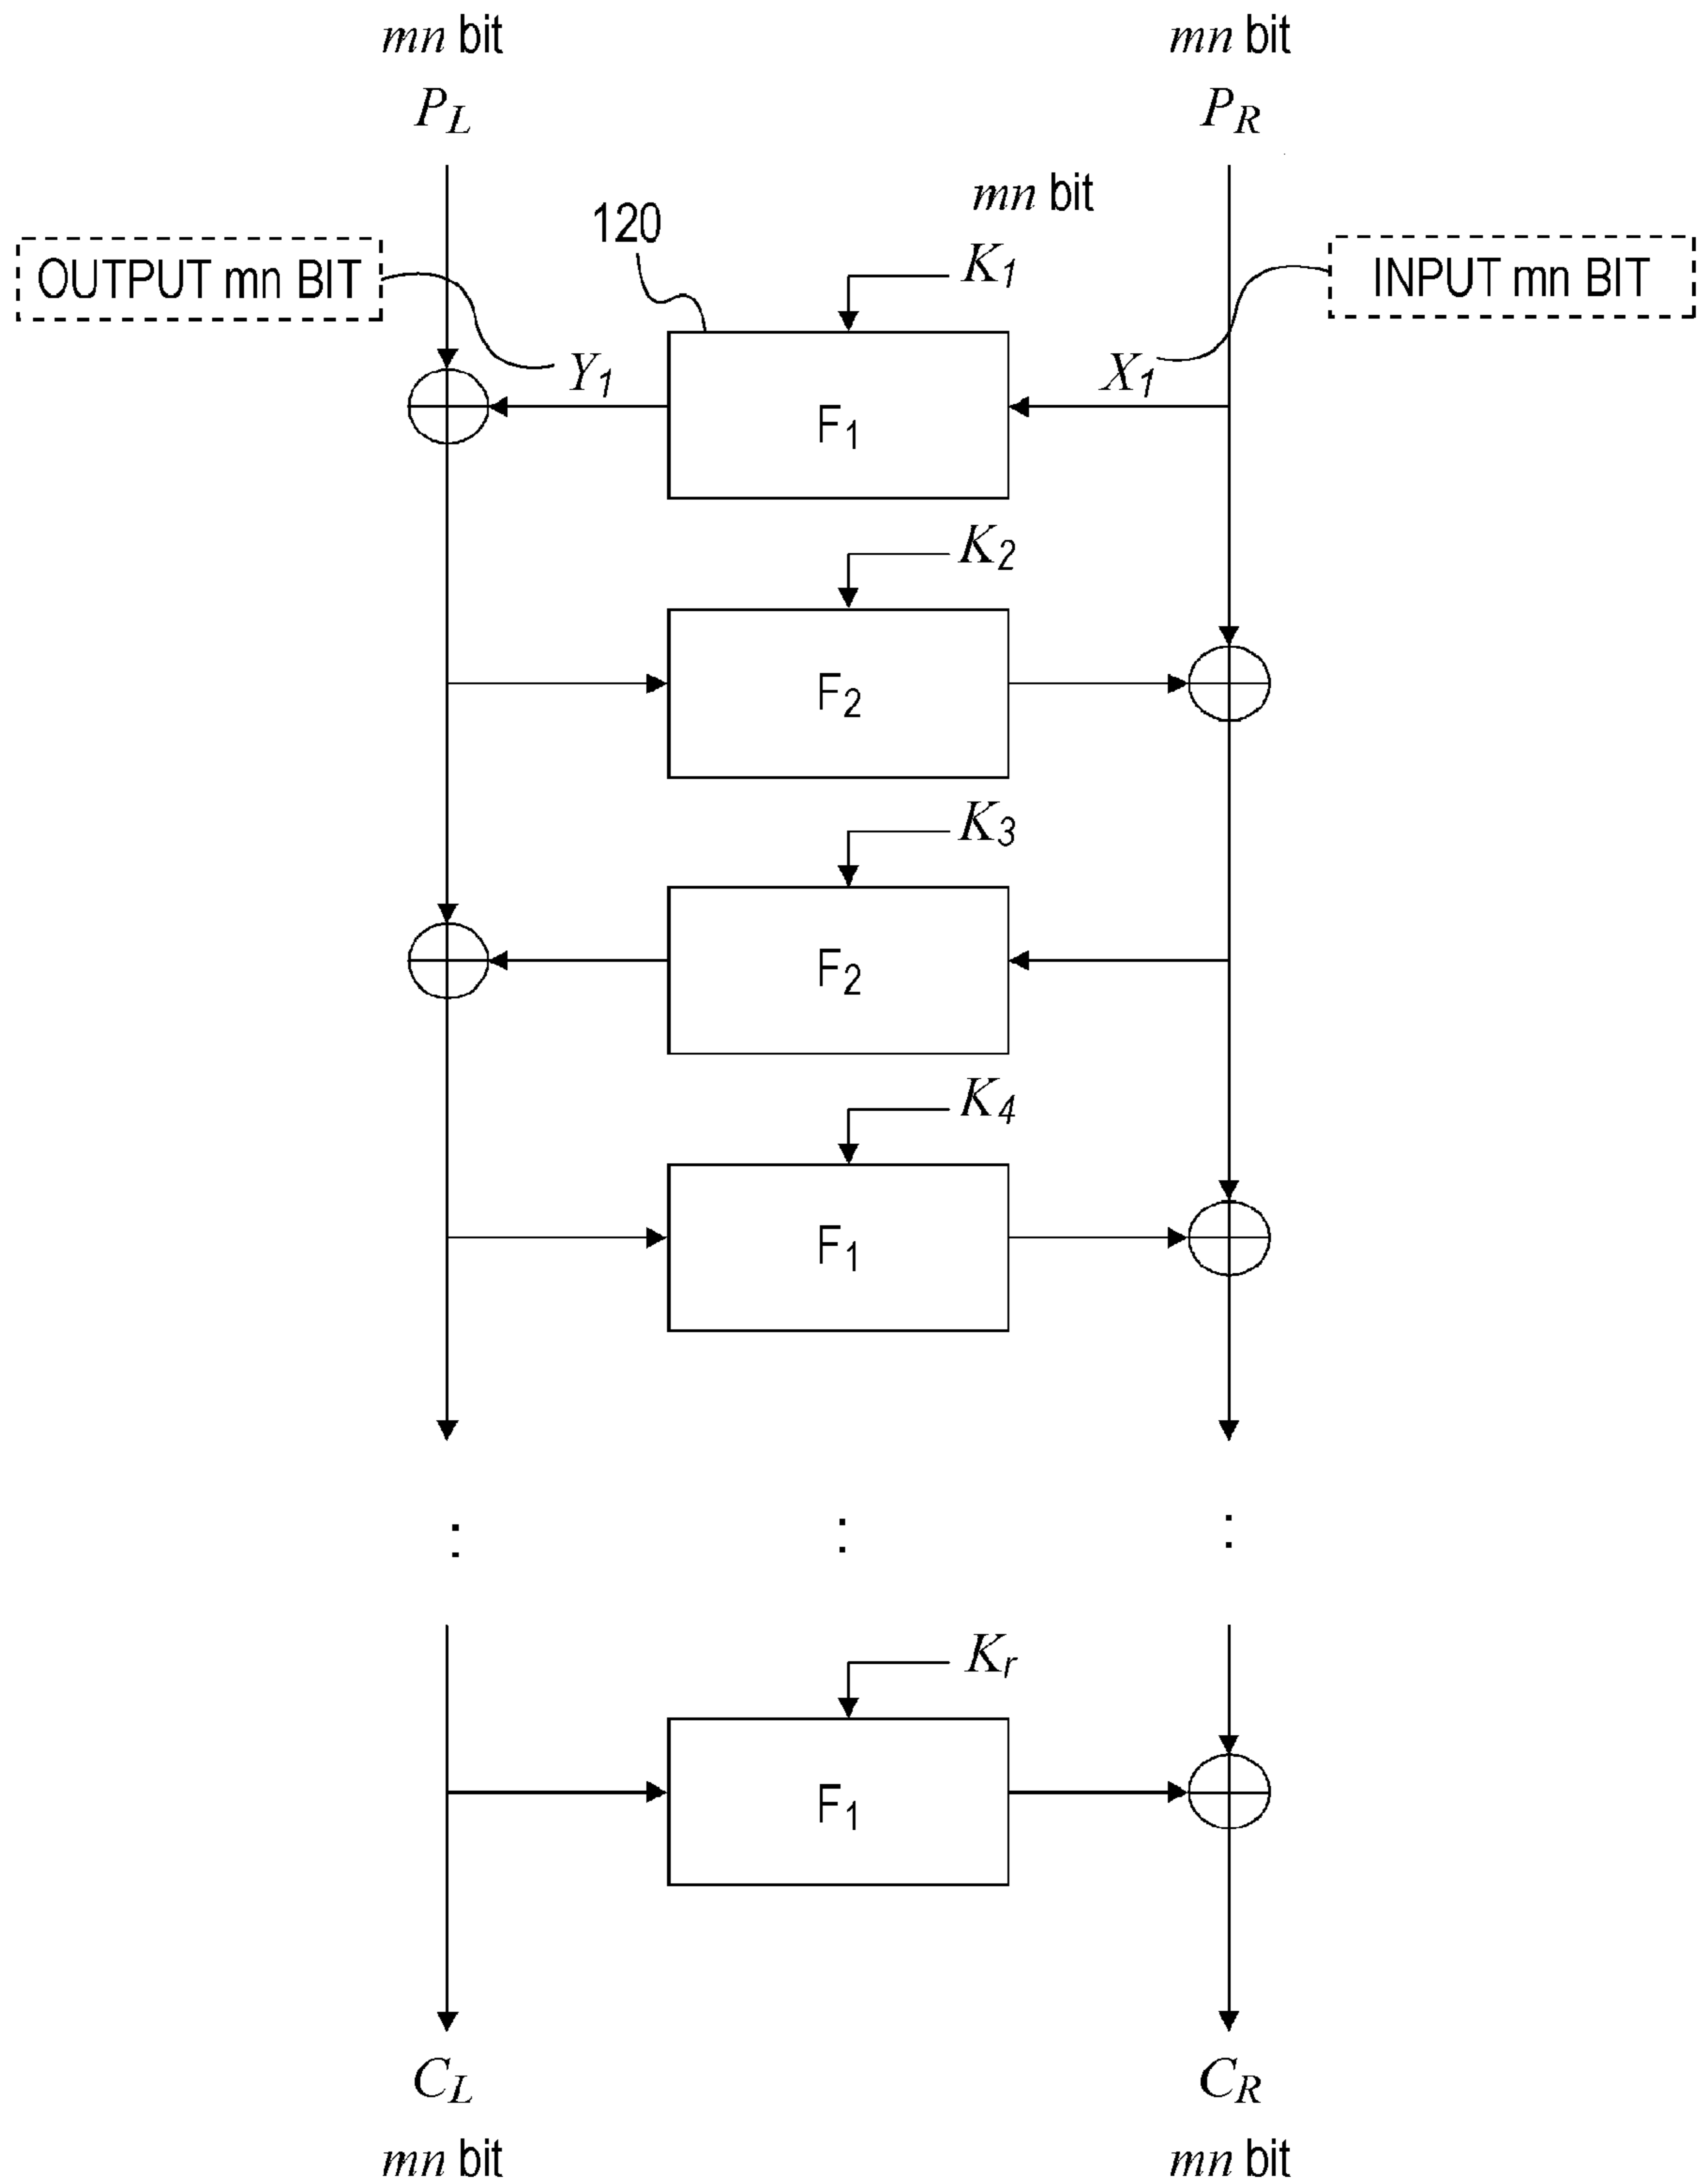 mn bit
mn bit
P_L
P_R
mn bit
120
K_1
OUTPUT mn BIT
INPUT mn BIT
Y_1
X_1
F_1
K_2
F_2
K_3
F_2
K_4
F_1
:
:
:
K_r
F_1
C_L
C_R
mn bit
mn bit